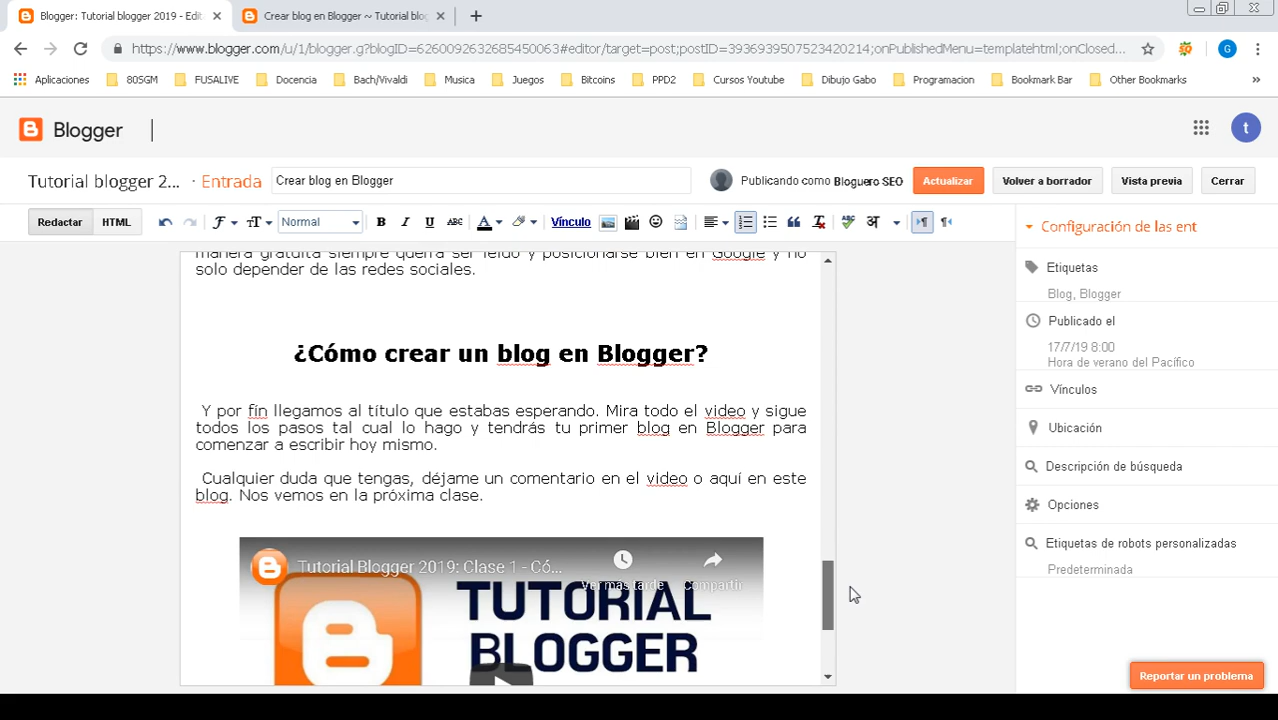 Blogger: Tutorial blogger 2019 - Edit
Crear blog en Blogger ~ Tutorial blog
https://www.blogger.com/u/1/blogger.g?blogID=6260092632685450063#editor/target=post;postID=3936939507523420214;onPublishedMenu=templatehtml;onClosed...
Aplicaciones 80SGM FUSALIVE Docencia Bach/Vivaldi Musica Juegos Bitcoins PPD2 Cursos Youtube Dibujo Gabo Programacion Bookmark Bar Other Bookmarks »
Blogger
t
Tutorial blogger 2... · Entrada Crear blog en Blogger Publicando como Bloguero SEO Actualizar Volver a borrador Vista previa Cerrar
Redactar HTML Normal B I U ABC A Vínculo
manera gratuita siempre querrá ser leído y posicionarse bien en Google y no
solo depender de las redes sociales.
¿Cómo crear un blog en Blogger?
Y por fín llegamos al título que estabas esperando. Mira todo el video y sigue
todos los pasos tal cual lo hago y tendrás tu primer blog en Blogger para
comenzar a escribir hoy mismo.
Cualquier duda que tengas, déjame un comentario en el video o aquí en este
blog. Nos vemos en la próxima clase.
Tutorial Blogger 2019: Clase 1 - Có...
Ver más tarde Compartir
TUTORIAL
BLOGGER
Configuración de las ent
Etiquetas
Blog, Blogger
Publicado el
17/7/19 8:00
Hora de verano del Pacífico
Vínculos
Ubicación
Descripción de búsqueda
Opciones
Etiquetas de robots personalizadas
Predeterminada
Reportar un problema